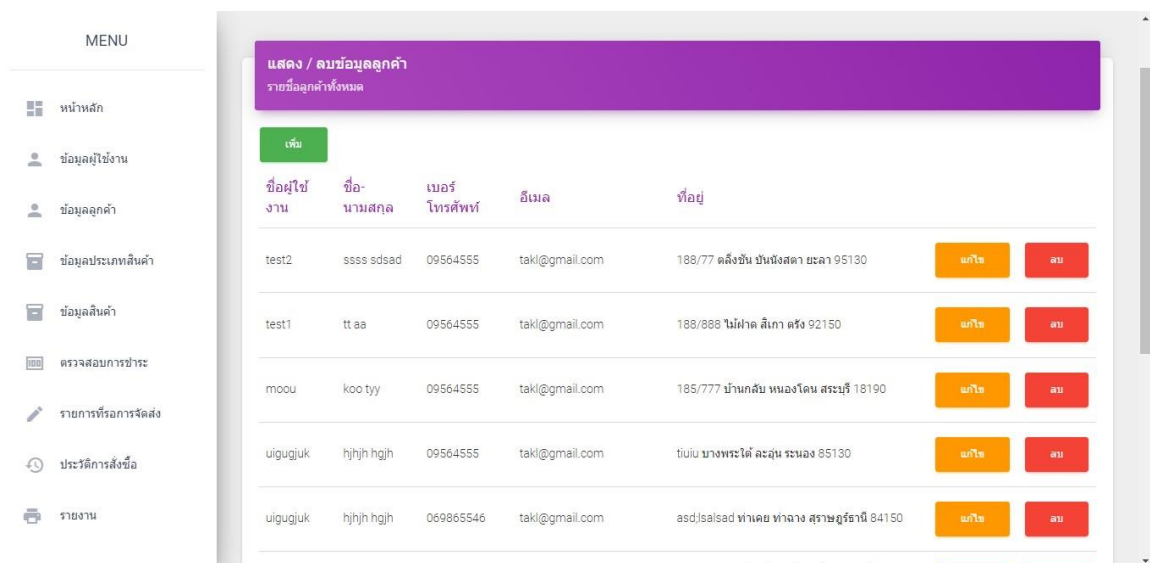 MENU
หน้าหลัก
ข้อมูลผู้ใช้งาน
ข้อมูลลูกค้า
ข้อมูลประเภทสินค้า
ข้อมูลสินค้า
ตรวจสอบการชำระ
รายการที่รอการจัดส่ง
ประวัติการสั่งซื้อ
รายงาน
แสดง / ลบข้อมูลลูกค้า
รายชื่อลูกค้าทั้งหมด
เพิ่ม
ชื่อผู้ใช้
งาน
ชื่อ-
นามสกุล
เบอร์
โทรศัพท์
อีเมล
ที่อยู่
test2 ssss sdsad 09564555 takl@gmail.com 188/77 ตลิ่งชัน บันนังสตา ยะลา 95130 แก้ไข ลบ
test1 tt aa 09564555 takl@gmail.com 188/888 ไม้ฝาด สิเกา ตรัง 92150 แก้ไข ลบ
moou koo tyy 09564555 takl@gmail.com 185/777 บ้านกลับ หนองโดน สระบุรี 18190 แก้ไข ลบ
uigugjuk hjhjh hgjh 09564555 takl@gmail.com tiuiu บางพระใต้ ละอุ่น ระนอง 85130 แก้ไข ลบ
uigugjuk hjhjh hgjh 069865546 takl@gmail.com asd;lsalsad ท่าเคย ท่าฉาง สุราษฎร์ธานี 84150 แก้ไข ลบ